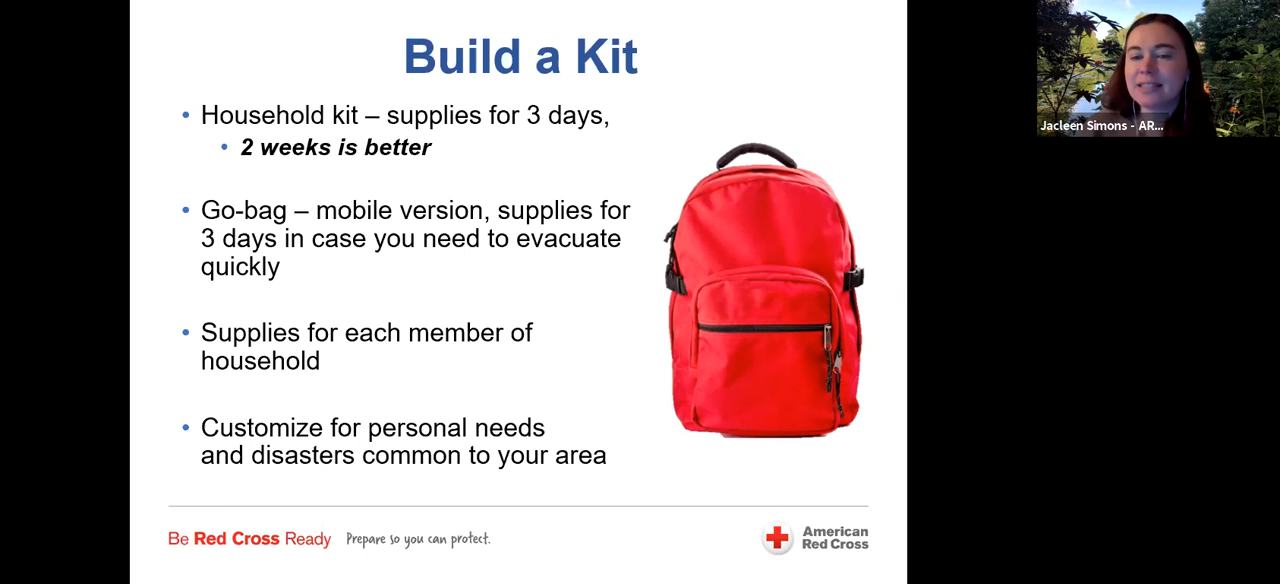 Build a Kit
• Household kit – supplies for 3 days,
• 2 weeks is better
• Go-bag – mobile version, supplies for
3 days in case you need to evacuate
quickly
• Supplies for each member of
household
• Customize for personal needs
and disasters common to your area
Be Red Cross Ready Prepare so you can protect.
American
Red Cross
Jacleen Simons - AR...